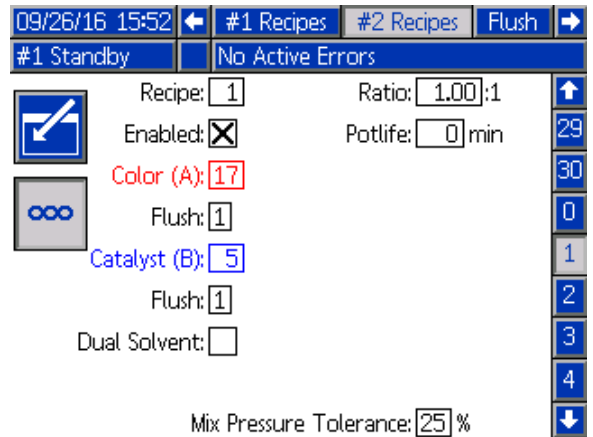 09/26/16 15:52 #1 Recipes #2 Recipes Flush
#1 Standby No Active Errors
Recipe: 1 Ratio: 1.00 :1
Enabled: Potlife: 0 min
Color (A): 17
Flush: 1
Catalyst (B): 5
Flush: 1
Dual Solvent:
Mix Pressure Tolerance: 25 %
29
30
0
1
2
3
4